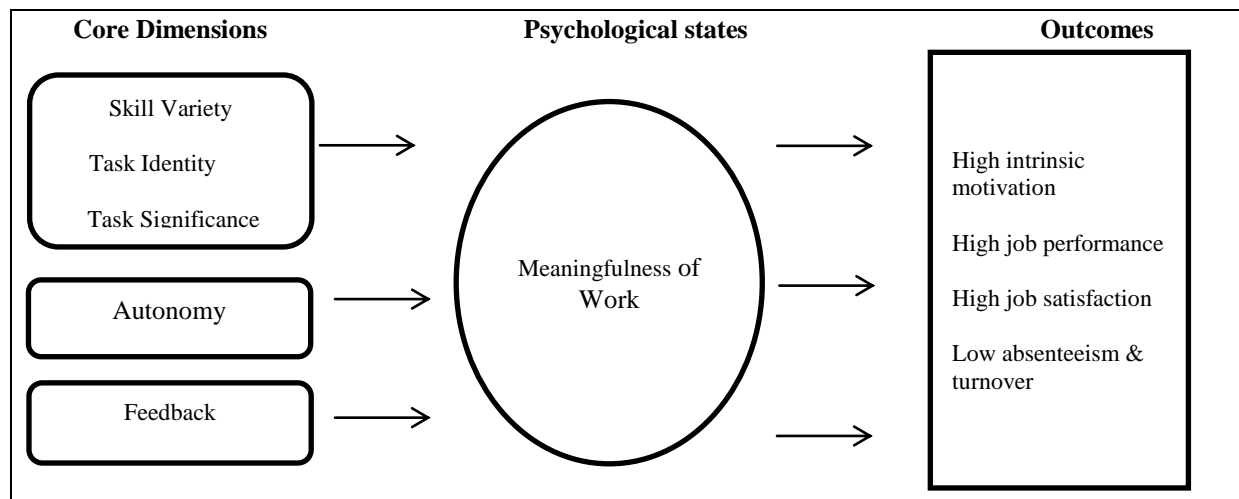 Core Dimensions
Psychological states
Outcomes
Skill Variety
Task Identity
Task Significance
Autonomy
Feedback
Meaningfulness of
Work
High intrinsic
motivation
High job performance
High job satisfaction
Low absenteeism &
turnover